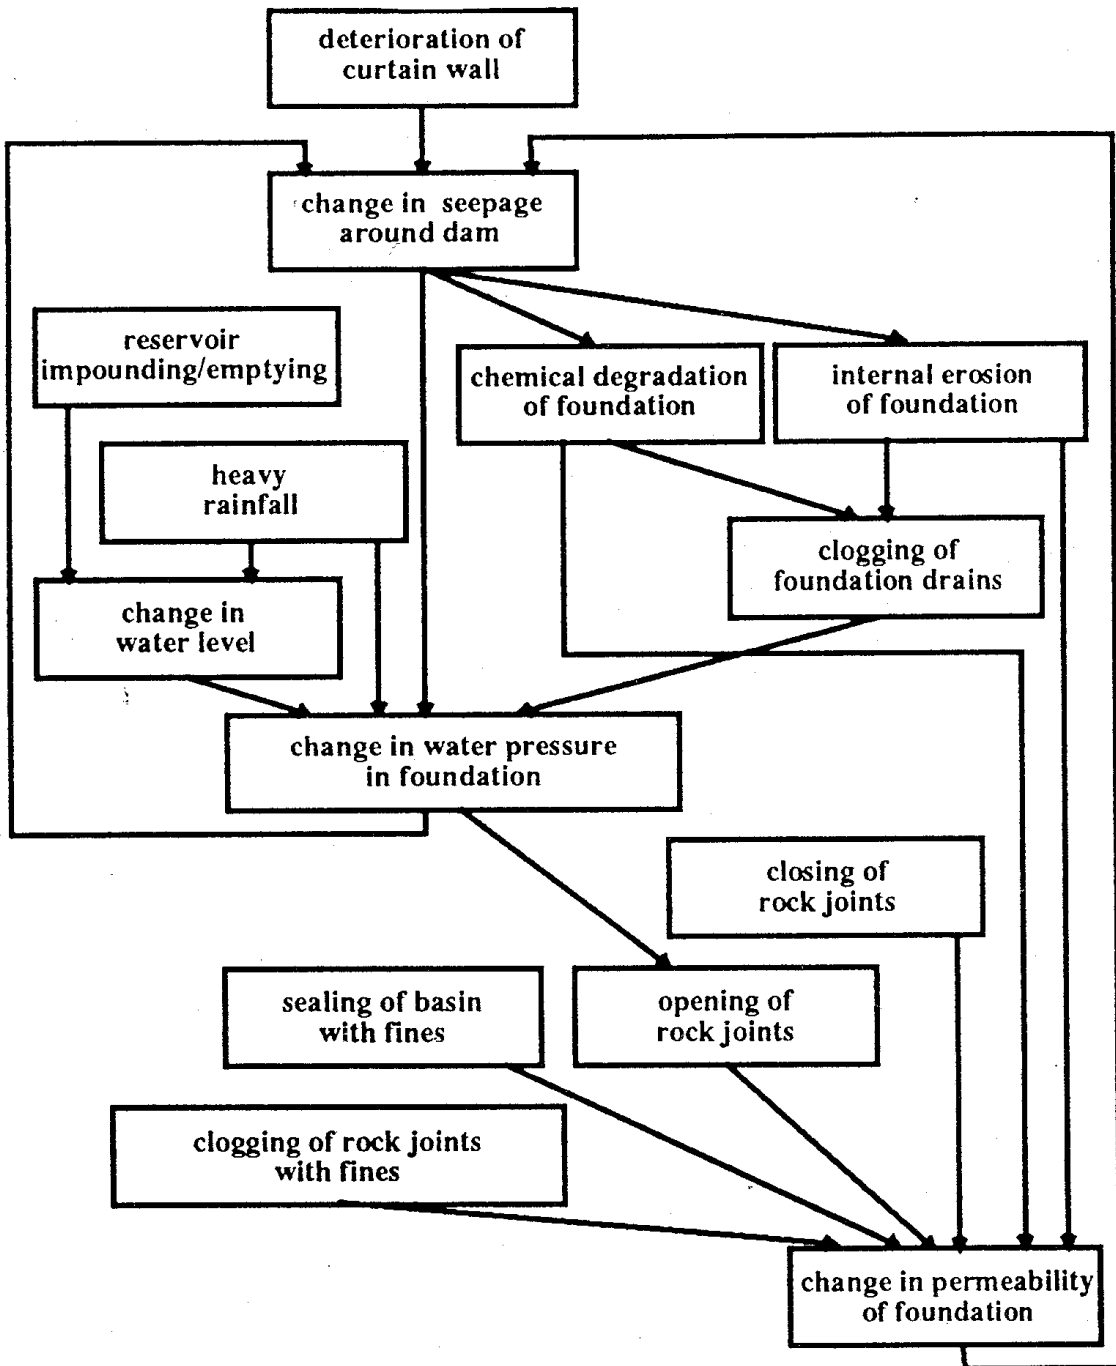 deterioration of
curtain wall
change in seepage
around dam
reservoir
impounding/emptying
chemical degradation
of foundation
internal erosion
of foundation
heavy
rainfall
clogging of
foundation drains
change in
water level
change in water pressure
in foundation
closing of
rock joints
sealing of basin
with fines
opening of
rock joints
clogging of rock joints
with fines
change in permeability
of foundation